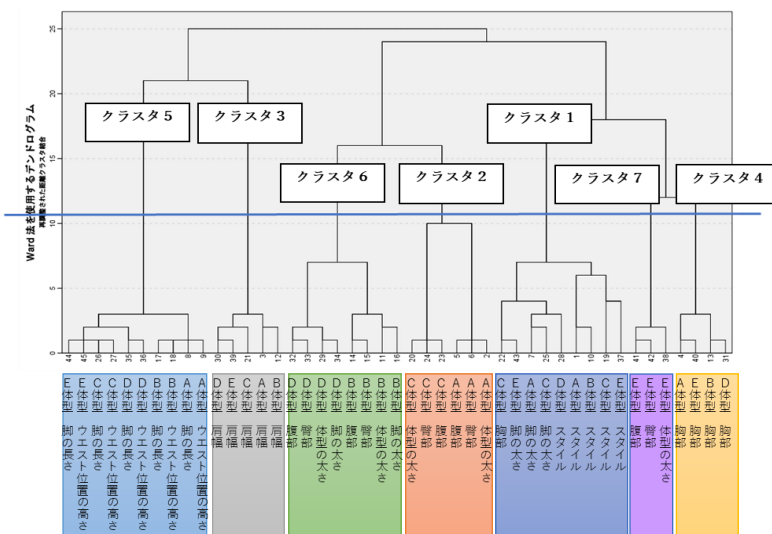 Ward 法を使用するデンドログラム
再調整された距離クラスタ結合
25
20
15
10
5
0
クラスタ5
クラスタ3
クラスタ1
クラスタ6
クラスタ2
クラスタ7
クラスタ4
44
45
26
27
35
36
17
18
8
9
30
39
21
3
12
32
33
29
34
14
15
11
16
20
24
23
5
6
2
22
43
7
25
28
1
10
19
37
41
42
38
4
40
13
31
E体型 脚の長さ
E体型 ウエスト位置の高さ
C体型 脚の長さ
C体型 ウエスト位置の高さ
D体型 脚の長さ
D体型 ウエスト位置の高さ
B体型 脚の長さ
B体型 ウエスト位置の高さ
A体型 脚の長さ
A体型 ウエスト位置の高さ
D体型 肩幅
E体型 肩幅
C体型 肩幅
A体型 肩幅
B体型 肩幅
D体型 腹部
D体型 臀部
D体型 体型の太さ
D体型 脚の太さ
B体型 腹部
B体型 臀部
B体型 体型の太さ
B体型 脚の太さ
C体型 体型の太さ
C体型 臀部
C体型 腹部
A体型 腹部
A体型 臀部
A体型 体型の太さ
C体型 胸部
E体型 脚の太さ
A体型 脚の太さ
C体型 脚の太さ
D体型 スタイル
A体型 スタイル
B体型 スタイル
C体型 スタイル
E体型 スタイル
E体型 腹部
E体型 臀部
E体型 体型の太さ
A体型 胸部
E体型 胸部
B体型 胸部
D体型 胸部